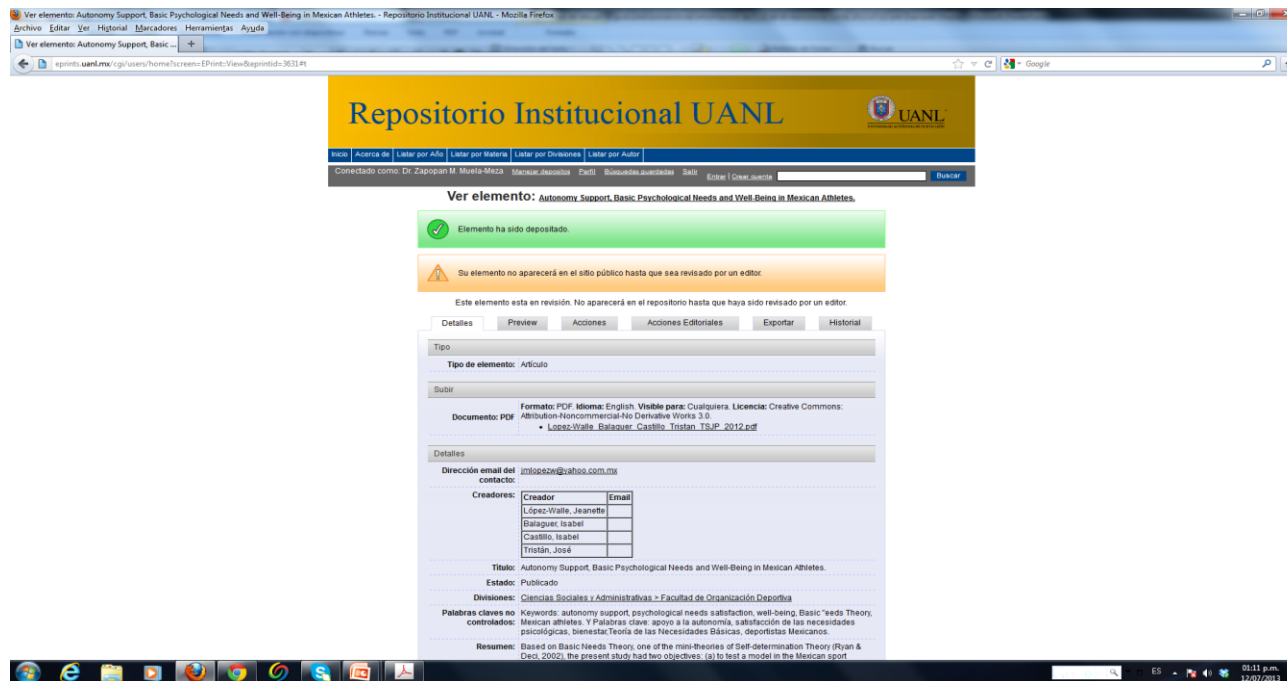 Ver elemento: Autonomy Support, Basic Psychological Needs and Well-Being in Mexican Athletes. - Repositorio Institucional UANL - Mozilla Firefox
Archivo Editar Ver Historial Marcadores Herramientas Ayuda
Ver elemento: Autonomy Support, Basic ... +
eprints.uanl.mx/cgi/users/home?screen=EPrint::View&eprintid=3631#t
Google
Repositorio Institucional UANL
UANL
Inicio Acerca de Listar por Año Listar por Materia Listar por Divisiones Listar por Autor
Conectado como: Dr. Zapopan M. Muela-Meza Manejar depositos Perfil Búsquedas guardadas Salir Entrar | Crear cuenta Buscar
Ver elemento: Autonomy Support, Basic Psychological Needs and Well-Being in Mexican Athletes.
Elemento ha sido depositado.
Su elemento no aparecerá en el sitio público hasta que sea revisado por un editor.
Este elemento esta en revisión. No aparecerá en el repositorio hasta que haya sido revisado por un editor.
Detalles Preview Acciones Acciones Editoriales Exportar Historial
Tipo
Tipo de elemento: Artículo
Subir
Documento: PDF Formato: PDF. Idioma: English. Visible para: Cualquiera. Licencia: Creative Commons:
Attribution-Noncommercial-No Derivative Works 3.0.
• Lopez-Walle_Balaguer_Castillo_Tristan_TSJP_2012.pdf
Detalles
Dirección email del contacto: jmlopezw@yahoo.com.mx
Creadores: Creador Email
López-Walle, Jeanette
Balaguer, Isabel
Castillo, Isabel
Tristán, José
Titulo: Autonomy Support, Basic Psychological Needs and Well-Being in Mexican Athletes.
Estado: Publicado
Divisiones: Ciencias Sociales y Administrativas > Facultad de Organización Deportiva
Palabras claves no controlados: Keywords: autonomy support, psychological needs satisfaction, well-being, Basic "eeds Theory,
Mexican athletes. Y Palabras clave: apoyo a la autonomía, satisfacción de las necesidades
psicológicas, bienestar,Teoría de las Necesidades Básicas, deportistas Mexicanos.
Resumen: Based on Basic Needs Theory, one of the mini-theories of Self-determination Theory (Ryan &
Deci, 2002), the present study had two objectives: (a) to test a model in the Mexican sport
ES
01:11 p.m.
12/07/2013